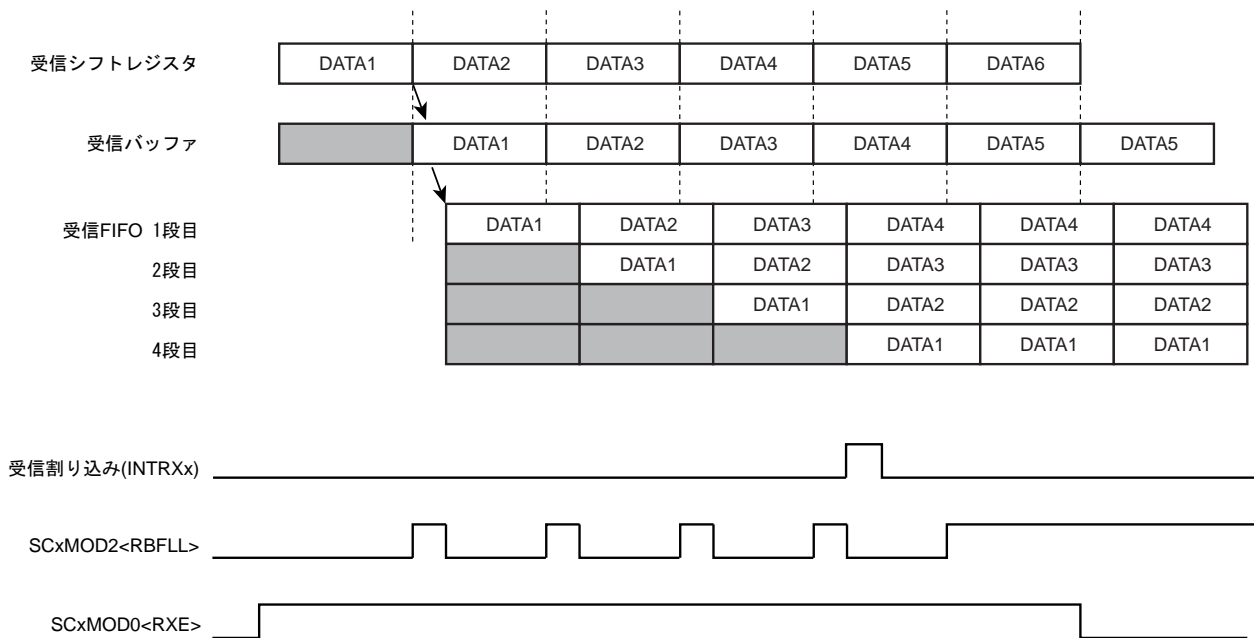 受信シフトレジスタ DATA1 DATA2 DATA3 DATA4 DATA5 DATA6
受信バッファ DATA1 DATA2 DATA3 DATA4 DATA5 DATA5
受信FIFO 1段目 DATA1 DATA2 DATA3 DATA4 DATA4 DATA4
2段目 DATA1 DATA2 DATA3 DATA3 DATA3
3段目 DATA1 DATA2 DATA2 DATA2
4段目 DATA1 DATA1 DATA1
受信割り込み(INTRXx)
SCxMOD2<RBFLL>
SCxMOD0<RXE>